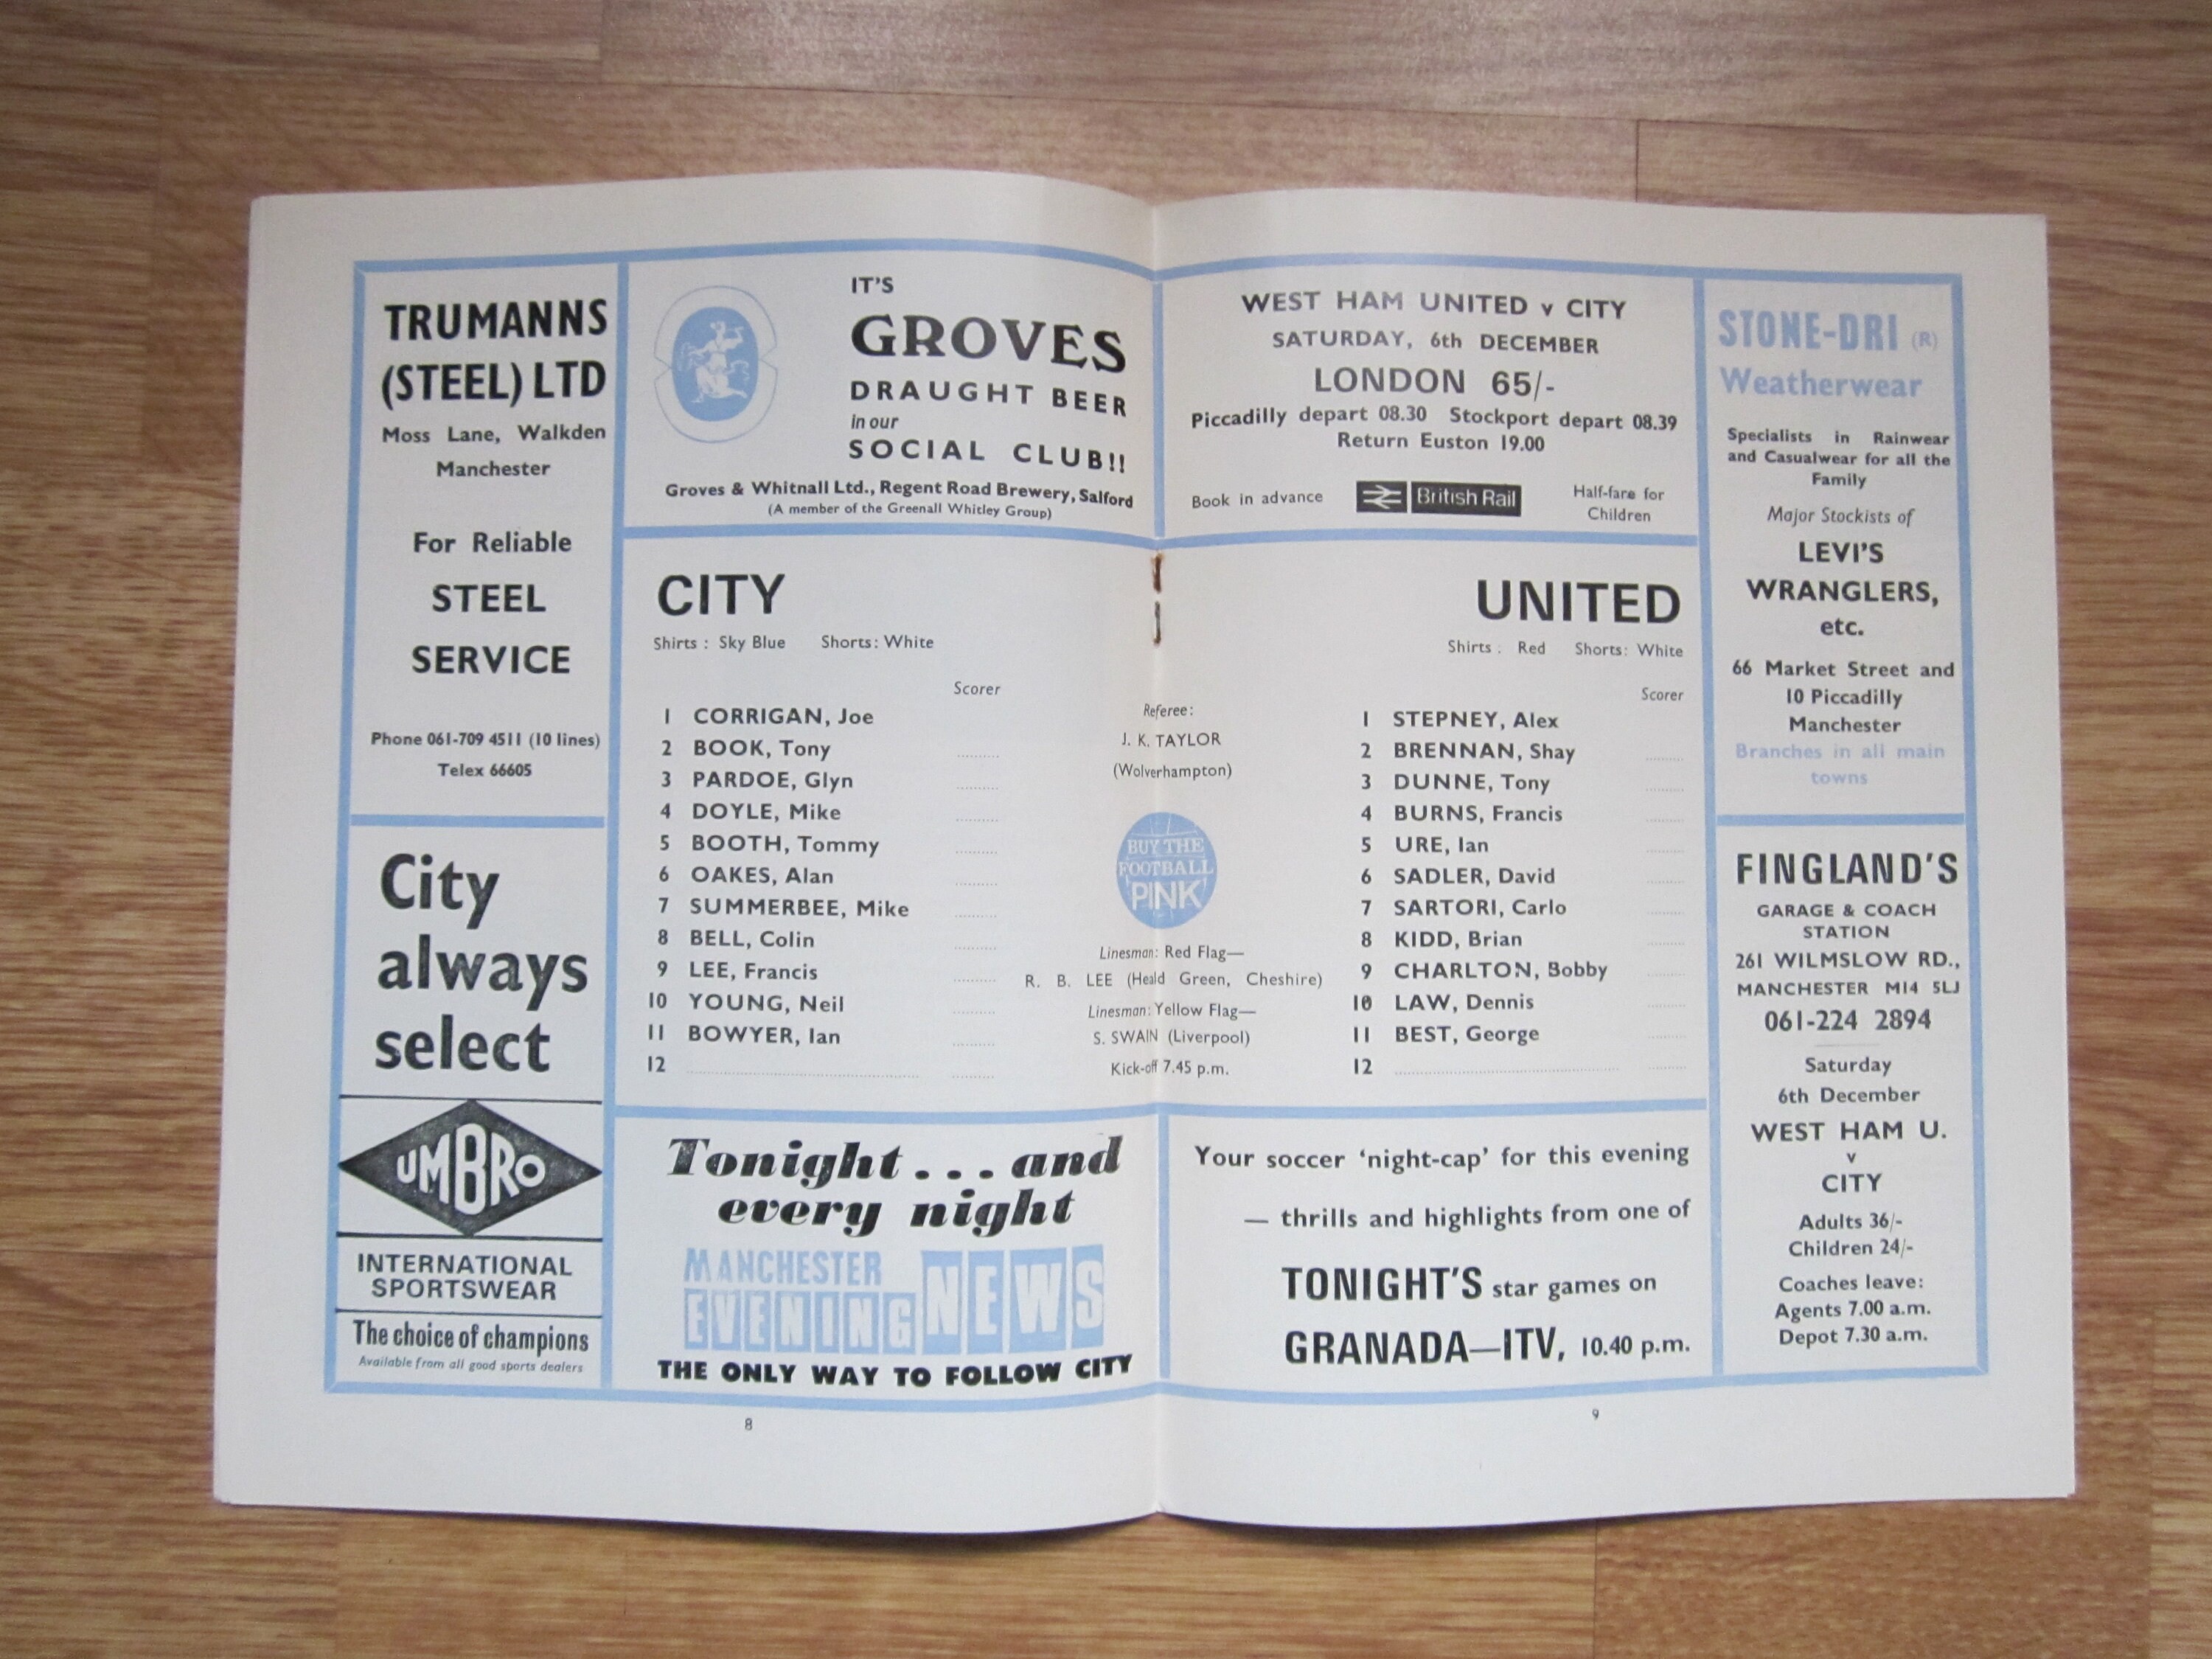 TRUMANNS
(STEEL) LTD
Moss Lane, Walkden
Manchester
For Reliable
STEEL
SERVICE
Phone 061-709 4511 (10 lines)
Telex 66605
City
always
select
UMBRO
INTERNATIONAL
SPORTSWEAR
The choice of champions
Available from all good sports dealers
IT'S
GROVES
DRAUGHT BEER
in our
SOCIAL CLUB!!
Groves & Whitnall Ltd., Regent Road Brewery, Salford
(A member of the Greenall Whitley Group)
WEST HAM UNITED v CITY
SATURDAY, 6th DECEMBER
LONDON 65/-
Piccadilly depart 08.30 Stockport depart 08.39
Return Euston 19.00
Book in advance
British Rail
Half-fare for
Children
CITY
Shirts : Sky Blue Shorts: White
Scorer
1 CORRIGAN, Joe
2 BOOK, Tony
3 PARDOE, Glyn
4 DOYLE, Mike
5 BOOTH, Tommy
6 OAKES, Alan
7 SUMMERBEE, Mike
8 BELL, Colin
9 LEE, Francis
10 YOUNG, Neil
11 BOWYER, Ian
12
Referee:
J. K. TAYLOR
(Wolverhampton)
BUY THE
FOOTBALL
PINK
Linesman: Red Flag—
R. B. LEE (Heald Green, Cheshire)
Linesman: Yellow Flag—
S. SWAIN (Liverpool)
Kick-off 7.45 p.m.
UNITED
Shirts : Red Shorts: White
Scorer
1 STEPNEY, Alex
2 BRENNAN, Shay
3 DUNNE, Tony
4 BURNS, Francis
5 URE, Ian
6 SADLER, David
7 SARTORI, Carlo
8 KIDD, Brian
9 CHARLTON, Bobby
10 LAW, Dennis
11 BEST, George
12
Tonight . . . and
every night
MANCHESTER
EVENING NEWS
THE ONLY WAY TO FOLLOW CITY
Your soccer 'night-cap' for this evening
— thrills and highlights from one of
TONIGHT'S star games on
GRANADA—ITV, 10.40 p.m.
STONE-DRI (R)
Weatherwear
Specialists in Rainwear
and Casualwear for all the
Family
Major Stockists of
LEVI'S
WRANGLERS,
etc.
66 Market Street and
10 Piccadilly
Manchester
Branches in all main
towns
FINGLAND'S
GARAGE & COACH
STATION
261 WILMSLOW RD.,
MANCHESTER M14 5LJ
061-224 2894
Saturday
6th December
WEST HAM U.
v
CITY
Adults 36/-
Children 24/-
Coaches leave:
Agents 7.00 a.m.
Depot 7.30 a.m.
8
9